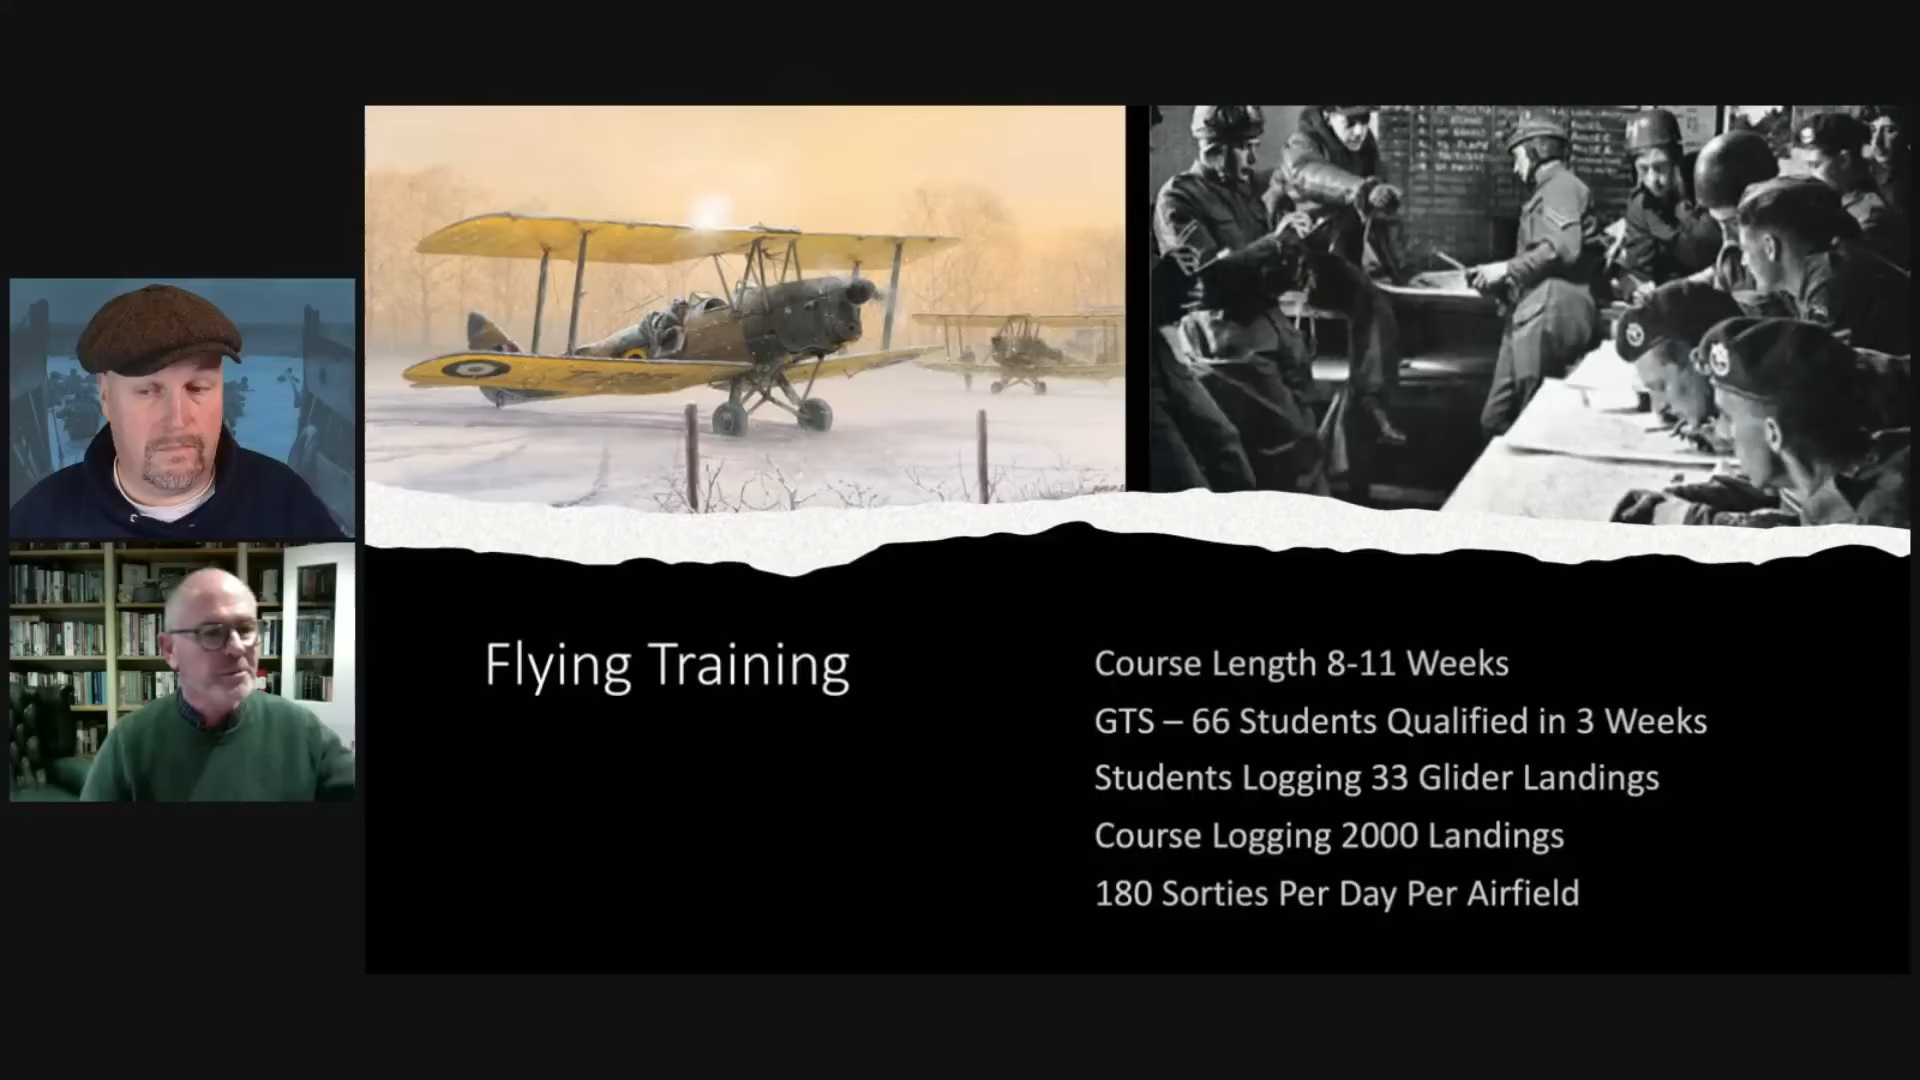 Flying Training
Course Length 8-11 Weeks
GTS – 66 Students Qualified in 3 Weeks
Students Logging 33 Glider Landings
Course Logging 2000 Landings
180 Sorties Per Day Per Airfield